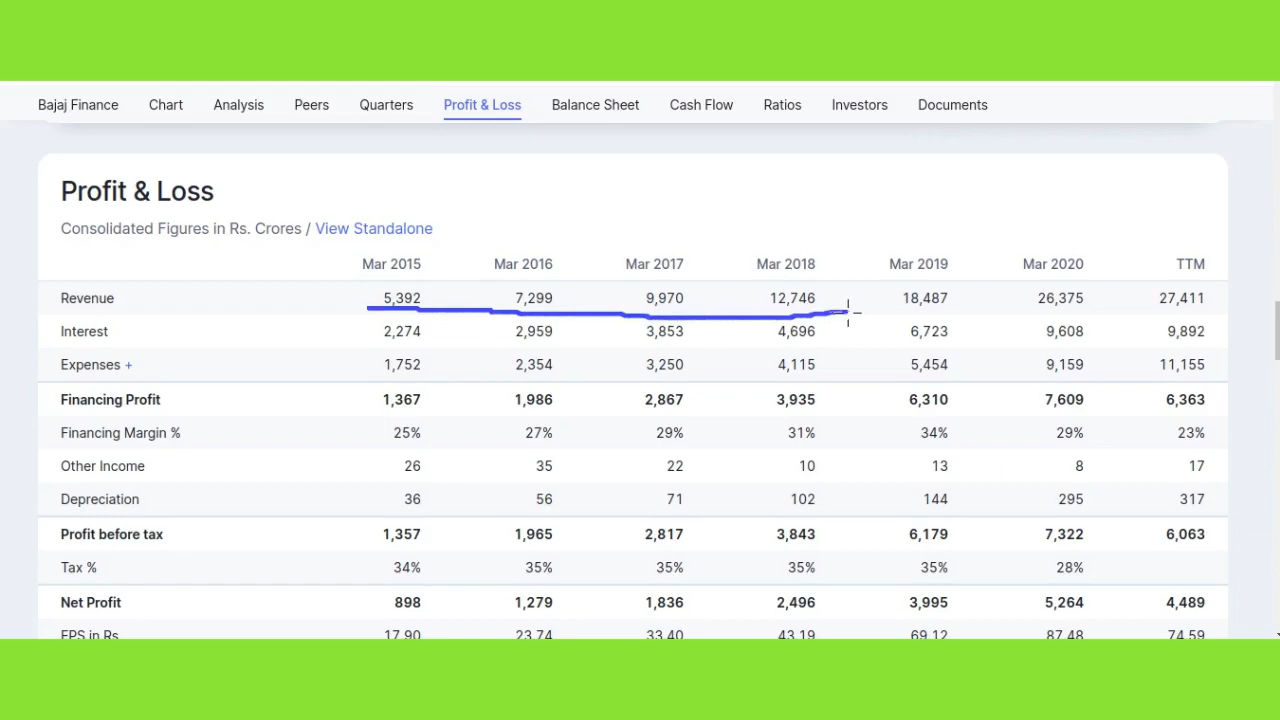 Bajaj Finance Chart Analysis Peers Quarters Profit & Loss Balance Sheet Cash Flow Ratios Investors Documents
Profit & Loss
Consolidated Figures in Rs. Crores / View Standalone
Mar 2015 Mar 2016 Mar 2017 Mar 2018 Mar 2019 Mar 2020 TTM
Revenue 5,392 7,299 9,970 12,746 18,487 26,375 27,411
Interest 2,274 2,959 3,853 4,696 6,723 9,608 9,892
Expenses + 1,752 2,354 3,250 4,115 5,454 9,159 11,155
Financing Profit 1,367 1,986 2,867 3,935 6,310 7,609 6,363
Financing Margin % 25% 27% 29% 31% 34% 29% 23%
Other Income 26 35 22 10 13 8 17
Depreciation 36 56 71 102 144 295 317
Profit before tax 1,357 1,965 2,817 3,843 6,179 7,322 6,063
Tax % 34% 35% 35% 35% 35% 28%
Net Profit 898 1,279 1,836 2,496 3,995 5,264 4,489
EPS in Rs 17.90 23.74 33.40 43.19 69.12 87.48 74.59